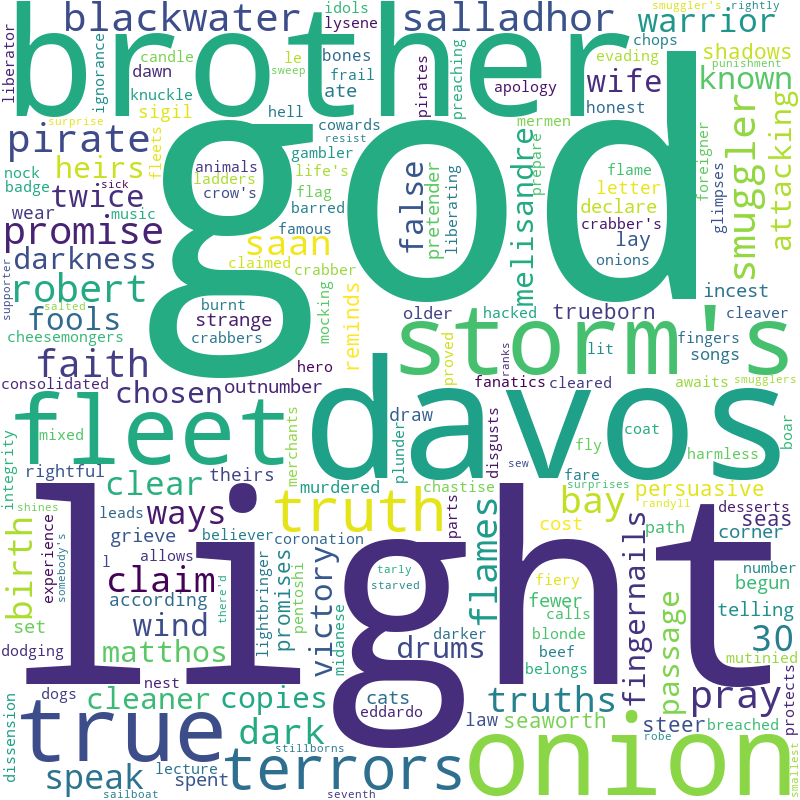 blackwater
idols
lysene
salladhor
smuggler's
rightly
warrior
liberator
ignorance
candle
dawn
knuckle
sigil
le
sweep
bones
frail
ate
pirates
preaching
apology
chops
evading
wife
honest
shadows
punishment
known
brother
surprise
pirate
fleets
hell
cowards
resist
gambler
mermen
prepare
foreigner
attacking
nock
badge
heirs
twice
animals
ladders
crow's
life's
flag
barred
famous
false
pretender
liberating
melisandre
flame
letter
declare
crabber's
lay
onions
glimpses
smuggler
sick
wear
music
promise
saan
claimed
crabber
god
darkness
supporter
robert
salted
fools
cheesemongers
burnt
strange
crabbers
mocking
reminds
older
hacked
trueborn
incest
cleaver
storm's
proved
ranks
lit
fingers
songs
faith
hero
consolidated
chosen
outnumber
fanatics
cleared
awaits
smugglers
fleet
davos
integrity
mixed
merchants
plunder
draw
disgusts
sew
coat
fly
harmless
boar
rightful
theirs
murdered
chastise
fare
surprises
persuasive
randyll
desserts
shines
clear
leads
ways
truth
parts
bay
path
corner
seas
cost
birth
experience
somebody's
grieve
believer
coronation
l
allows
claim
according
there'd
lightbringer
promises
pentoshi
victory
midanese
tarly
starved
flames
fiery
fewer
calls
blonde
beef
belongs
number
begun
telling
30
set
wind
matthos
drums
darker
fingernails
passage
mutinied
dodging
light
dogs
nest
cleaner
copies
cats
eddardo
law
truths
seaworth
pray
steer
breached
protects
dissension
true
dark
stillborns
robe
speak
lecture
spent
terrors
onion
smallest
sailboat
seventh